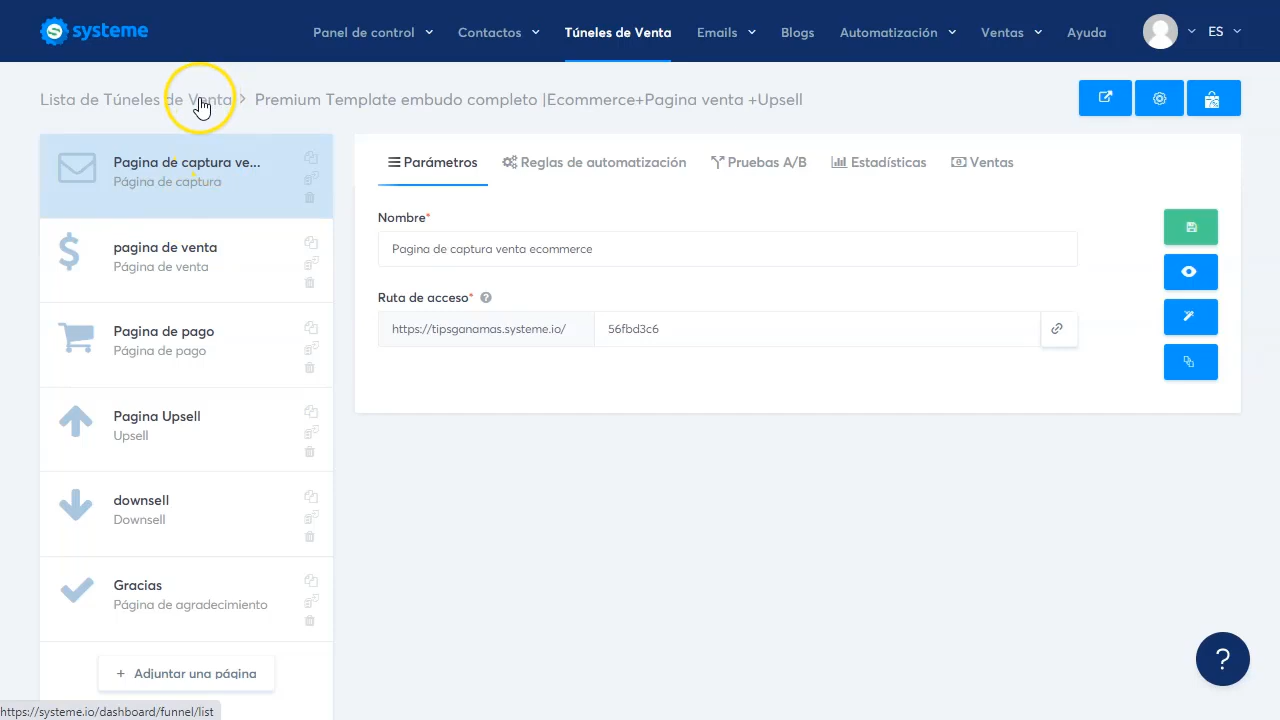 systeme
Panel de control
Contactos
Túneles de Venta
Emails
Blogs
Automatización
Ventas
Ayuda
ES
Lista de Túneles de Venta > Premium Template embudo completo |Ecommerce+Pagina venta +Upsell
Pagina de captura ve...
Página de captura
pagina de venta
Página de venta
Pagina de pago
Página de pago
Pagina Upsell
Upsell
downsell
Downsell
Gracias
Página de agradecimiento
+ Adjuntar una página
Parámetros
Reglas de automatización
Pruebas A/B
Estadísticas
Ventas
Nombre*
Pagina de captura venta ecommerce
Ruta de acceso* ?
https://tipsganamas.systeme.io/
56fbd3c6
?
https://systeme.io/dashboard/funnel/list